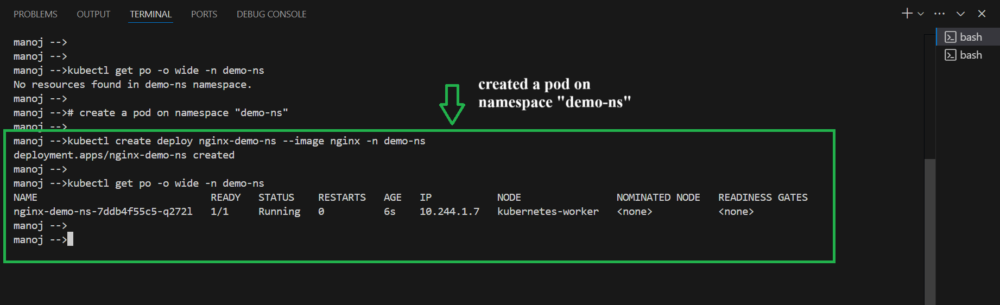 PROBLEMS OUTPUT TERMINAL PORTS DEBUG CONSOLE
bash
bash
manoj -->
manoj -->
manoj -->kubectl get po -o wide -n demo-ns
No resources found in demo-ns namespace.
manoj -->
manoj --># create a pod on namespace "demo-ns"
manoj -->
created a pod on
namespace "demo-ns"
manoj -->kubectl create deploy nginx-demo-ns --image nginx -n demo-ns
deployment.apps/nginx-demo-ns created
manoj -->
manoj -->kubectl get po -o wide -n demo-ns
NAME READY STATUS RESTARTS AGE IP NODE NOMINATED NODE READINESS GATES
nginx-demo-ns-7ddb4f55c5-q272l 1/1 Running 0 6s 10.244.1.7 kubernetes-worker <none> <none>
manoj -->
manoj -->